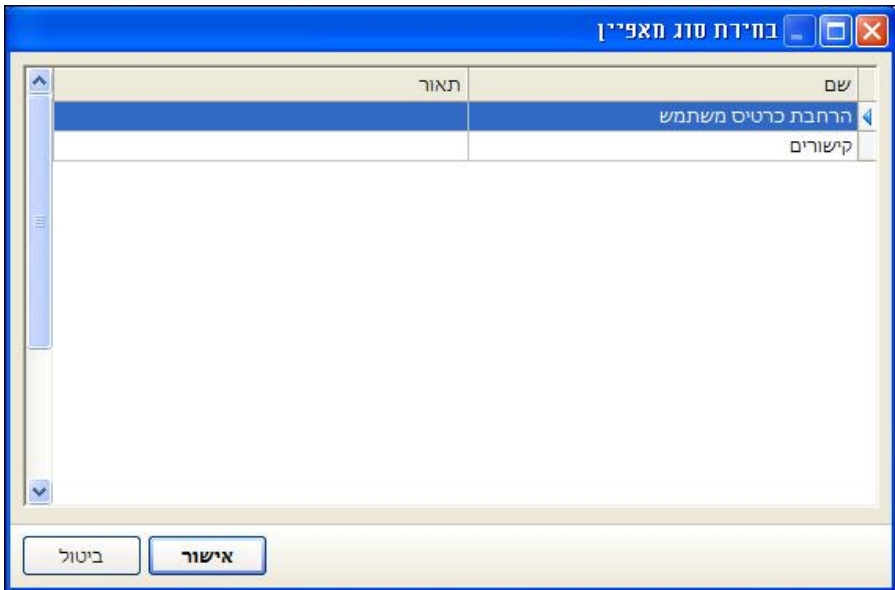 בחירת סוג מאפיין
שם תאור
הרחבת כרטיס משתמש
קישורים
אישור ביטול